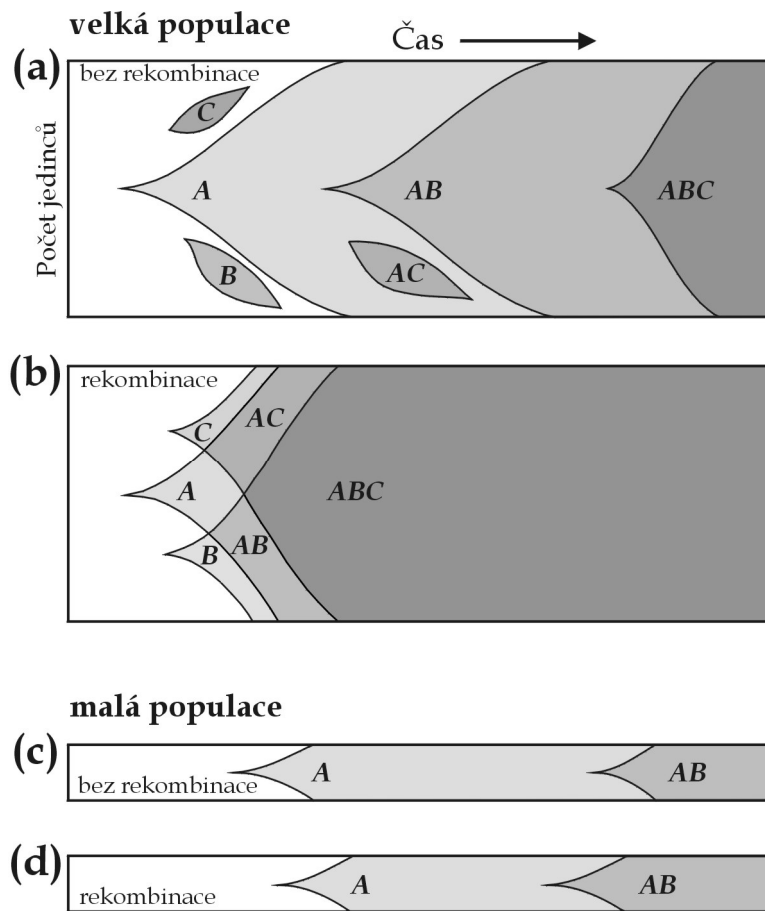 velká populace
Čas
(a)
bez rekombinace
C
Počet jedinců
A
AB
ABC
B
AC
(b)
rekombinace
C
AC
A
ABC
B
AB
malá populace
(c)
A
AB
bez rekombinace
(d)
A
AB
rekombinace